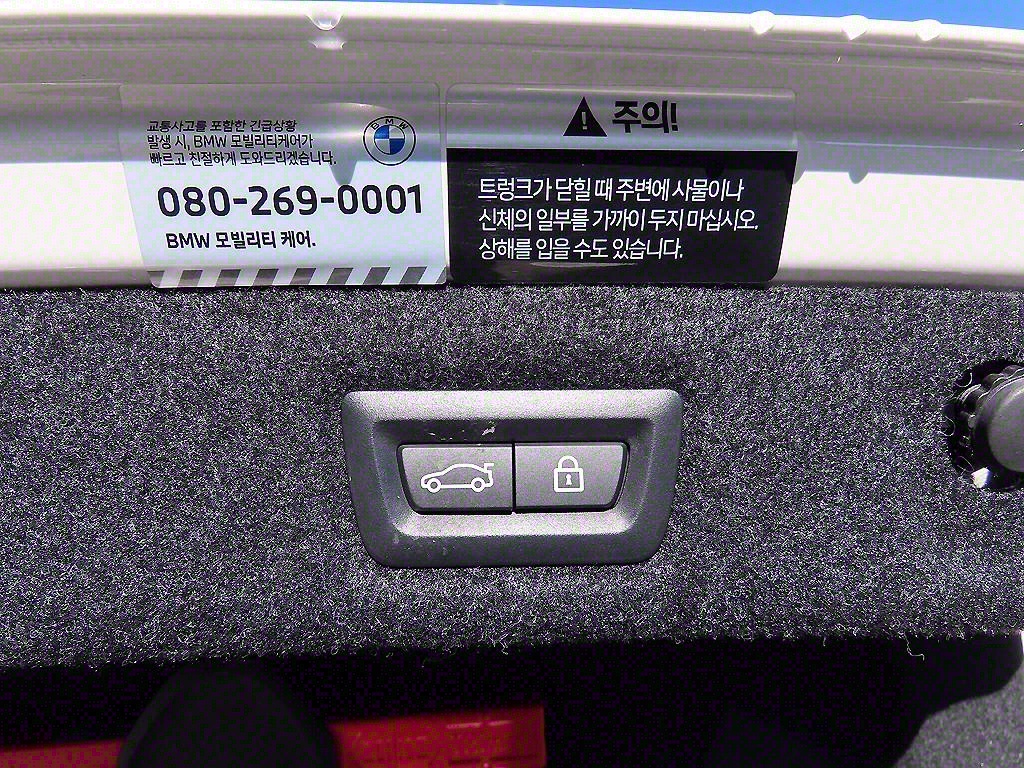 교통사고를 포함한 긴급상황
발생 시, BMW 모빌리티케어가
빠르고 친절하게 도와드리겠습니다.
BMW
080-269-0001
BMW 모빌리티 케어.
주의!
트렁크가 닫힐 때 주변에 사물이나
신체의 일부를 가까이 두지 마십시오.
상해를 입을 수도 있습니다.